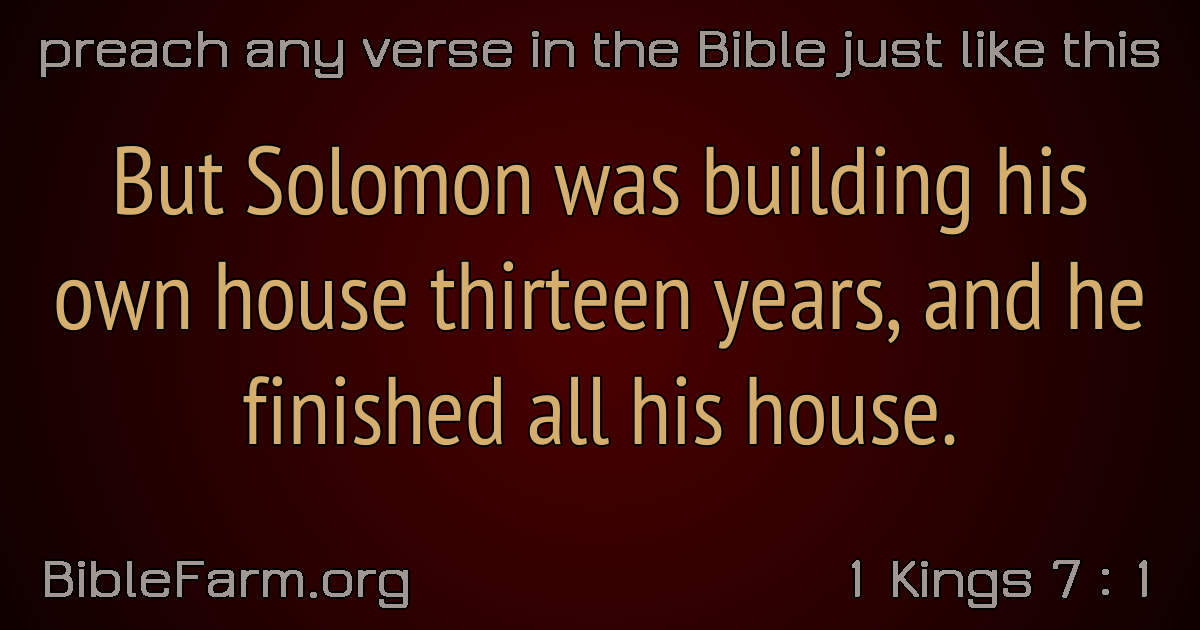 preach any verse in the Bible just like this
But Solomon was building his
own house thirteen years, and he
finished all his house.
BibleFarm.org
1 Kings 7 : 1